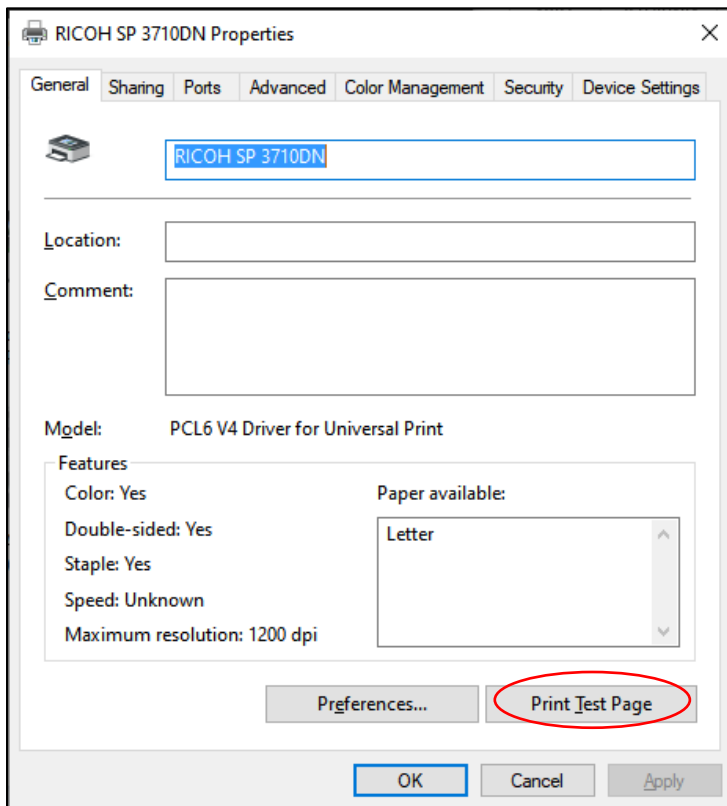 RICOH SP 3710DN Properties
General Sharing Ports Advanced Color Management Security Device Settings
RICOH SP 3710DN
Location:
Comment:
Model: PCL6 V4 Driver for Universal Print
Features
Color: Yes
Paper available:
Double-sided: Yes
Letter
Staple: Yes
Speed: Unknown
Maximum resolution: 1200 dpi
Preferences... Print Test Page
OK Cancel Apply